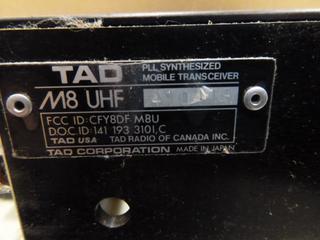 TAD PLL SYNTHESIZED
MOBILE TRANSCEIVER
M8 UHF
FCC ID:CFY8DF M8U
D.O.C. ID:141 193 3101,C
TAD USA TAD RADIO OF CANADA INC.
TAD CORPORATION MADE IN JAPAN